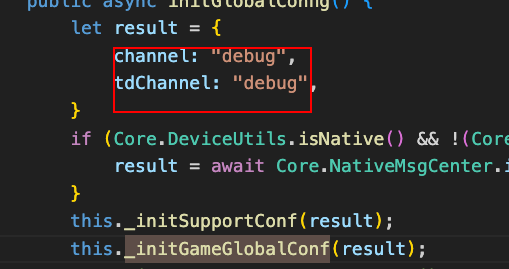 public async initGlobalConfig() {
let result = {
channel: "debug",
tdChannel: "debug",
}
if (Core.DeviceUtils.isNative() && !(Core
result = await Core.NativeMsgCenter.i
}
this._initSupportConf(result);
this._initGameGlobalConf(result);